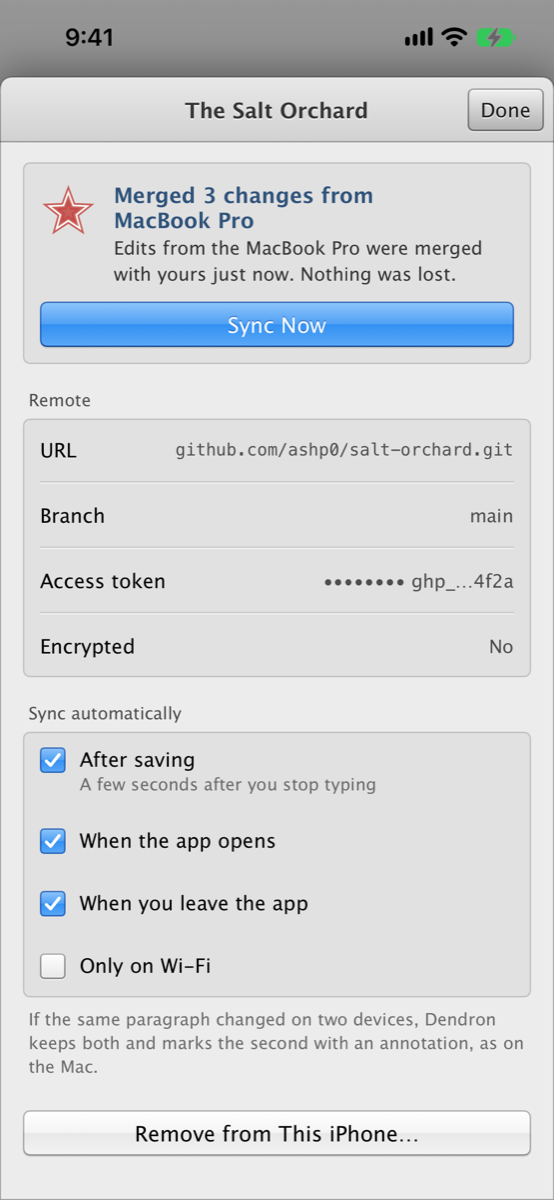 9:41
The Salt Orchard
Done
Merged 3 changes from
MacBook Pro
Edits from the MacBook Pro were merged
with yours just now. Nothing was lost.
Sync Now
Remote
URL github.com/ashp0/salt-orchard.git
Branch main
Access token •••••••• ghp_…4f2a
Encrypted No
Sync automatically
After saving
A few seconds after you stop typing
When the app opens
When you leave the app
Only on Wi-Fi
If the same paragraph changed on two devices, Dendron
keeps both and marks the second with an annotation, as on
the Mac.
Remove from This iPhone…